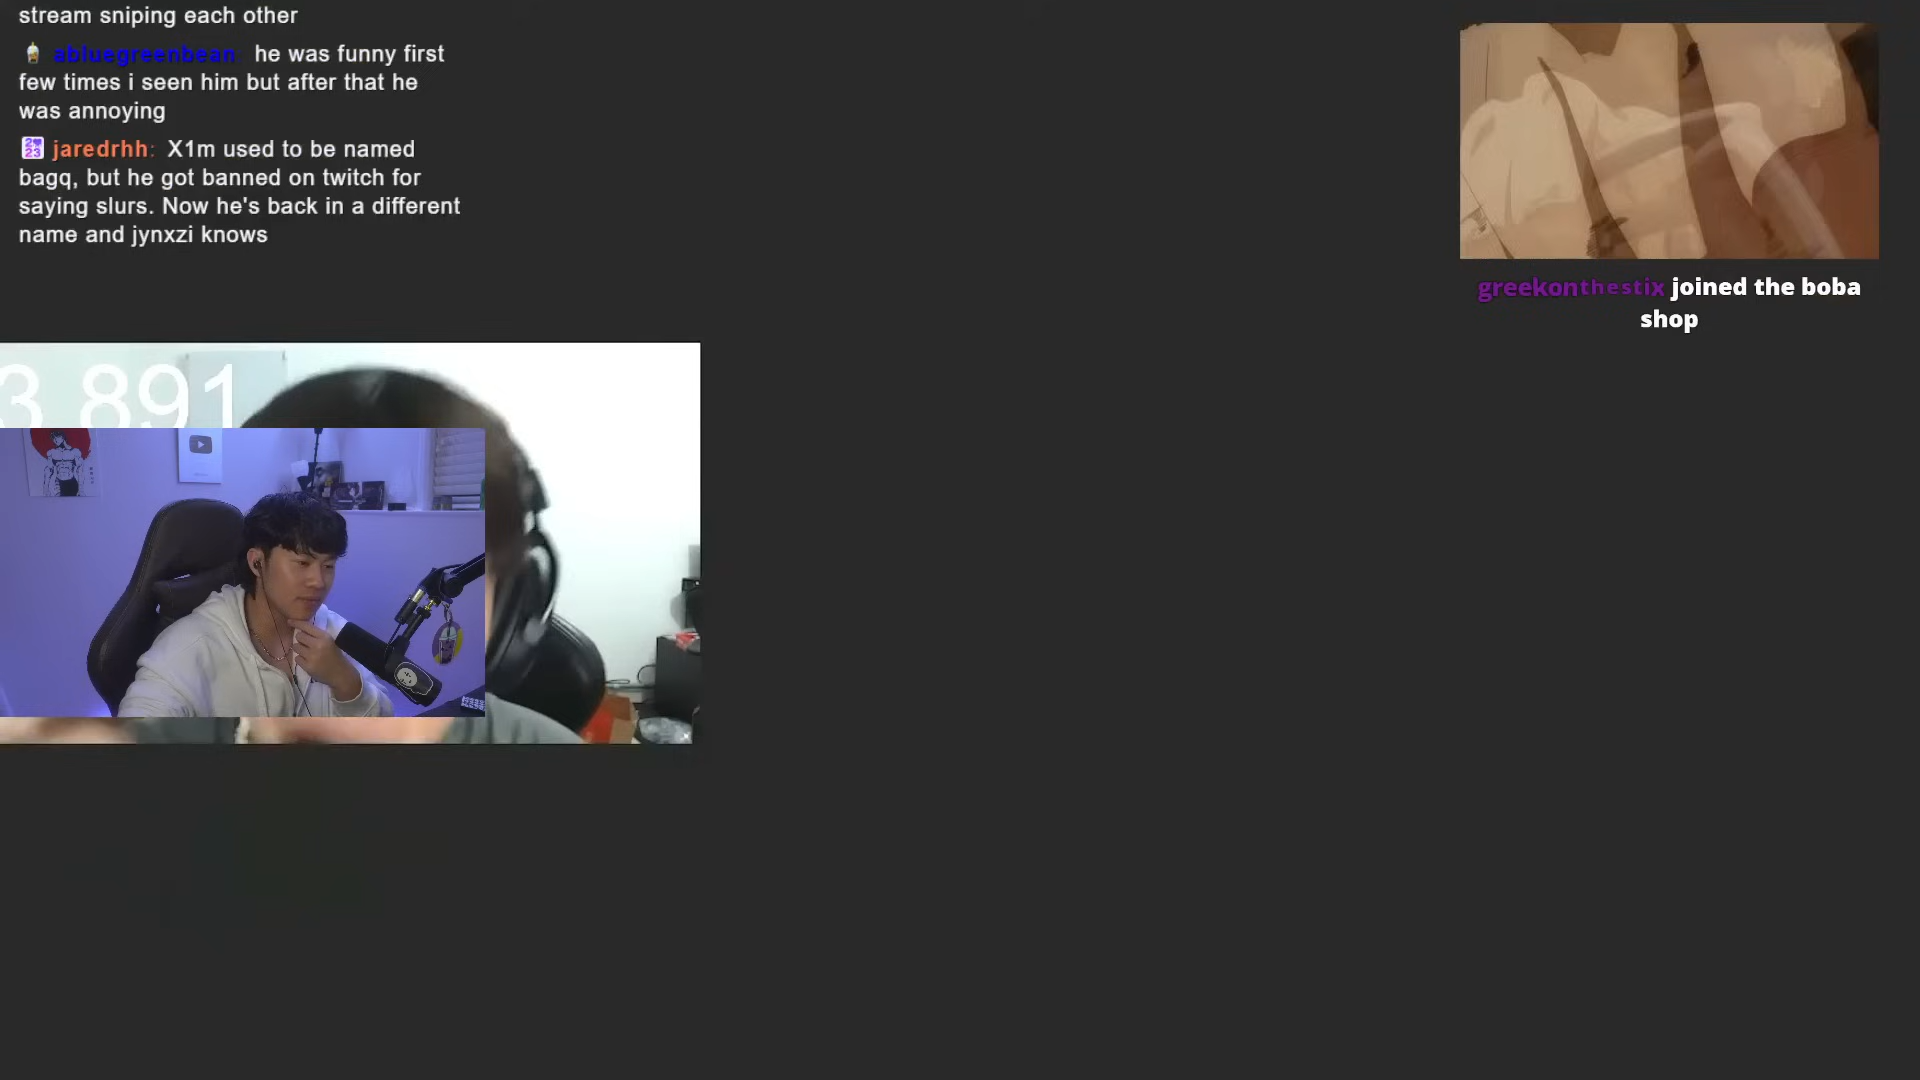 stream sniping each other
abluegreenbean: he was funny first
few times i seen him but after that he
was annoying
jaredrhh: X1m used to be named
bagq, but he got banned on twitch for
saying slurs. Now he's back in a different
name and jynxzi knows
greekonthestix joined the boba
shop
3,891